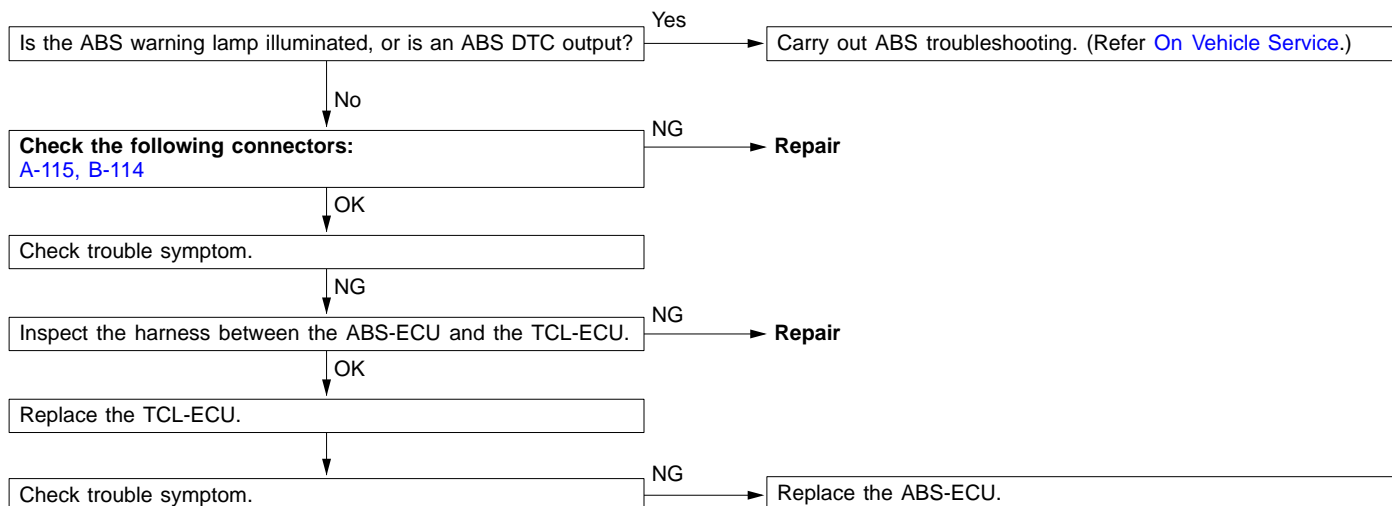 Yes
Is the ABS warning lamp illuminated, or is an ABS DTC output?
Carry out ABS troubleshooting. (Refer On Vehicle Service.)
No
Check the following connectors:
A-115, B-114
NG
Repair
OK
Check trouble symptom.
NG
Inspect the harness between the ABS-ECU and the TCL-ECU.
NG
Repair
OK
Replace the TCL-ECU.
Check trouble symptom.
NG
Replace the ABS-ECU.